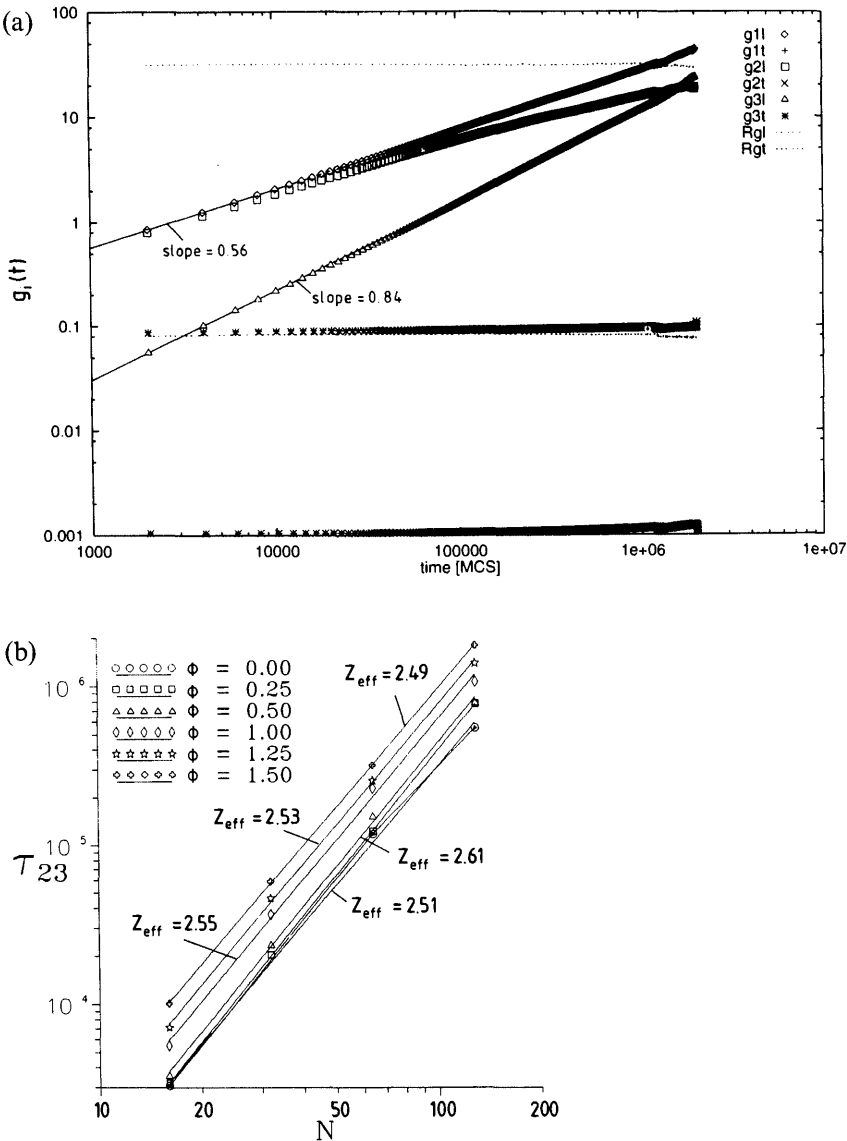 (a)
100
10
1
0.1
0.01
0.001
g_i(t)
1000
10000
100000
1e+06
1e+07
time [MCS]
g1l
g1t
g2l
g2t
g3l
g3t
Rgl
Rgt
slope = 0.56
slope = 0.84
(b)
ϕ = 0.00
ϕ = 0.25
ϕ = 0.50
ϕ = 1.00
ϕ = 1.25
ϕ = 1.50
Z_eff = 2.49
Z_eff = 2.53
Z_eff = 2.61
Z_eff = 2.55
Z_eff = 2.51
10^6
10^5
10^4
τ_23
10
20
50
100
200
N